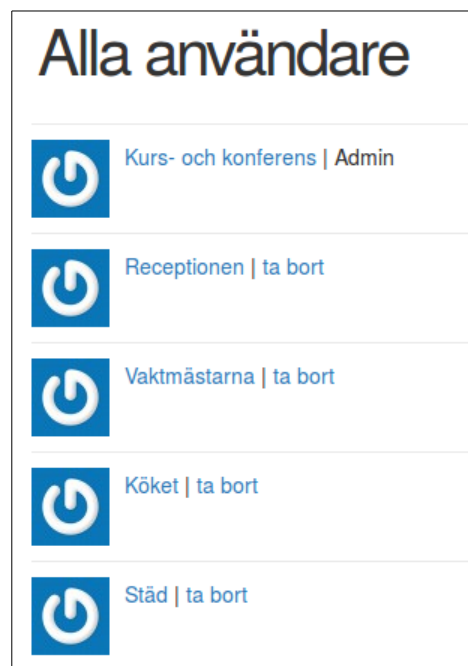 Alla användare
Kurs- och konferens | Admin
Receptionen | ta bort
Vaktmästarna | ta bort
Köket | ta bort
Städ | ta bort